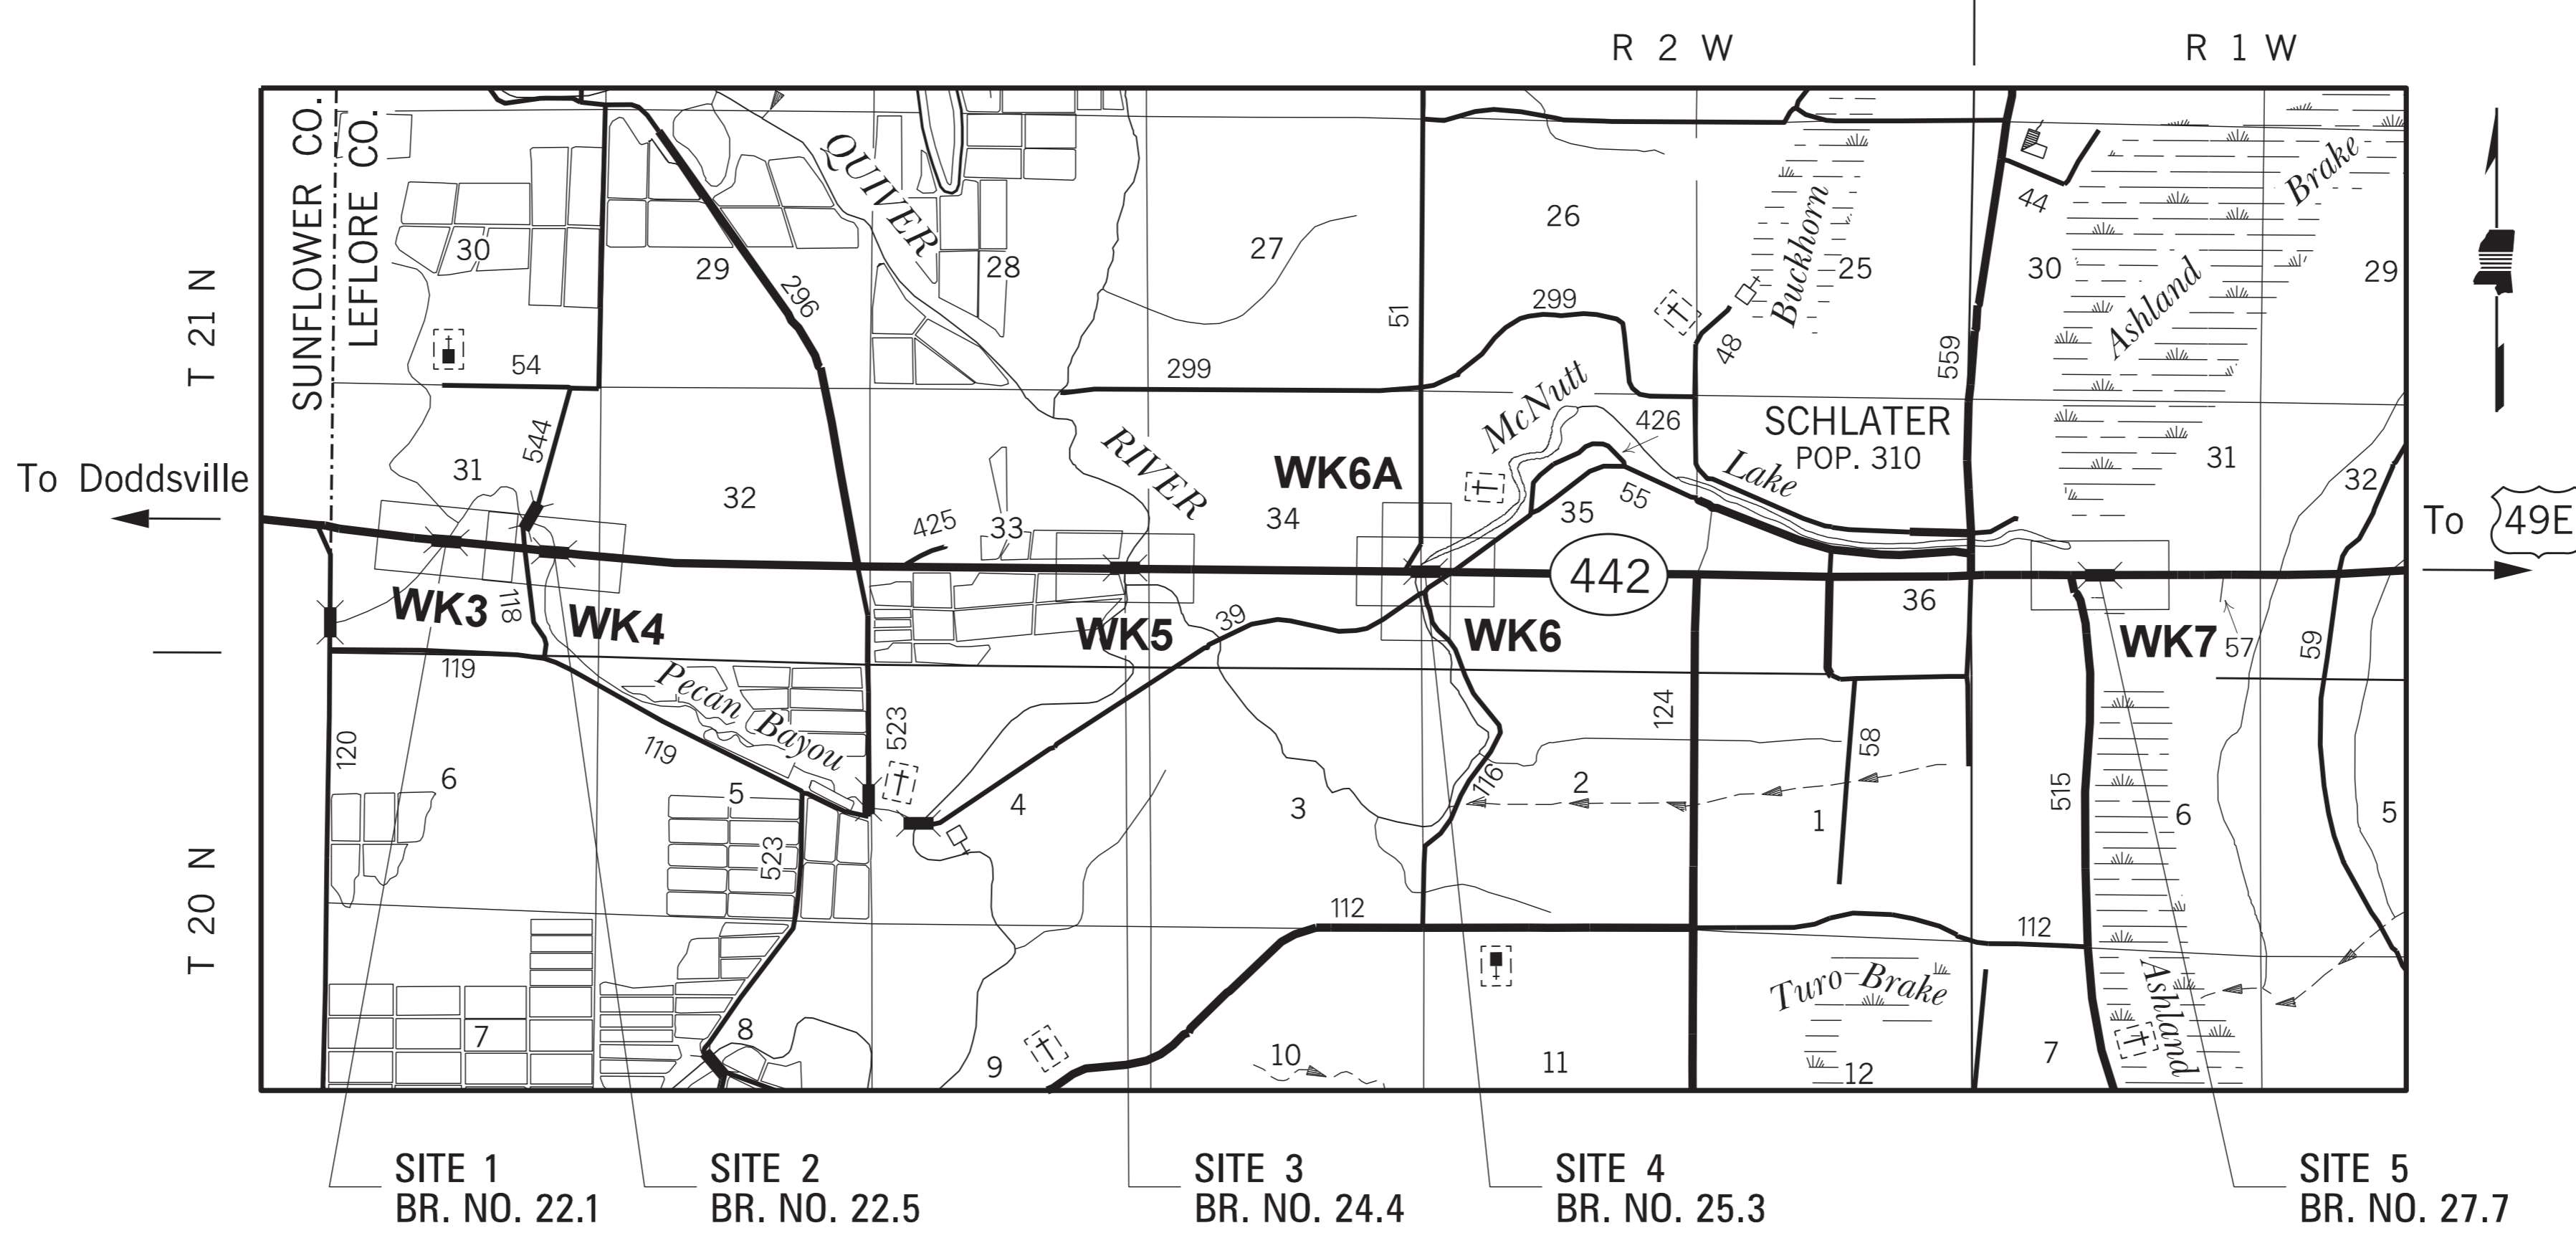 R 2 W
R 1 W
SUNFLOWER CO.
LEFLORE CO.
T 21 N
T 20 N
QUIVER
RIVER
30
29
28
27
26
25
30
29
296
51
299
299
48
559
44
Buckhorn
Ashland
Brake
54
544
31
32
33
34
35
31
32
425
McNutt
426
Lake
55
SCHLATER
POP. 310
To Doddsville
To 49E
WK6A
442
WK3
118
WK4
WK5
39
WK6
36
WK7
57
59
119
Pecan Bayou
120
119
523
523
6
5
4
3
116
2
124
58
1
515
6
5
112
112
Turo Brake
Ashland
7
8
9
10
11
12
7
SITE 1
BR. NO. 22.1
SITE 2
BR. NO. 22.5
SITE 3
BR. NO. 24.4
SITE 4
BR. NO. 25.3
SITE 5
BR. NO. 27.7